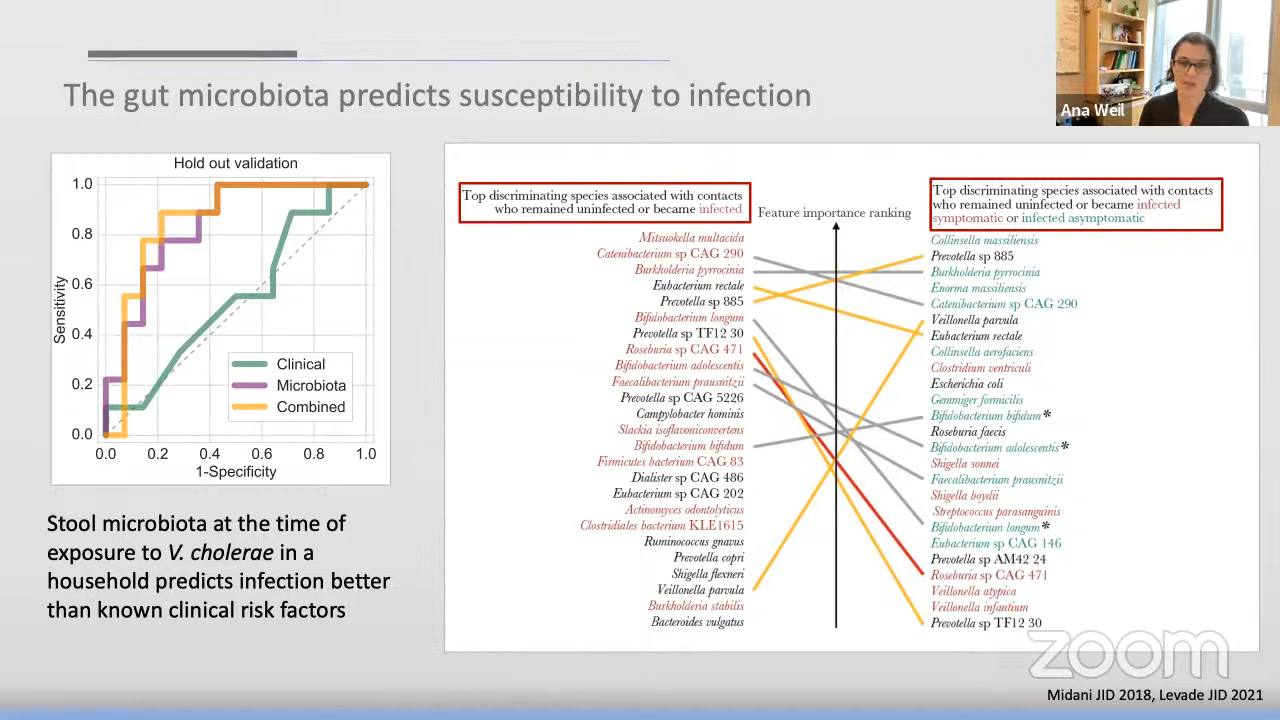 The gut microbiota predicts susceptibility to infection
Ana Weil
Hold out validation
1.0
0.8
0.6
0.4
0.2
0.0
Sensitivity
Clinical
Microbiota
Combined
0.0 0.2 0.4 0.6 0.8 1.0
1-Specificity
Stool microbiota at the time of
exposure to V. cholerae in a
household predicts infection better
than known clinical risk factors
Top discriminating species associated with contacts
who remained uninfected or became infected
Mitsuokella multacida
Catenibacterium sp CAG 290
Burkholderia pyrrocinia
Eubacterium rectale
Prevotella sp 885
Bifidobacterium longum
Prevotella sp TF12 30
Roseburia sp CAG 471
Bifidobacterium adolescentis
Faecalibacterium prausnitzii
Prevotella sp CAG 5226
Campylobacter hominis
Slackia isoflavoniconvertens
Bifidobacterium bifidum
Firmicutes bacterium CAG 83
Dialister sp CAG 486
Eubacterium sp CAG 202
Actinomyces odontolyticus
Clostridiales bacterium KLE1615
Ruminococcus gnavus
Prevotella copri
Shigella flexneri
Veillonella parvula
Burkholderia stabilis
Bacteroides vulgatus
Feature importance ranking
Top discriminating species associated with contacts
who remained uninfected or became infected
symptomatic or infected asymptomatic
Collinsella massiliensis
Prevotella sp 885
Burkholderia pyrrocinia
Enorma massiliensis
Catenibacterium sp CAG 290
Veillonella parvula
Eubacterium rectale
Collinsella aerofaciens
Clostridium ventriculi
Escherichia coli
Gemmiger formicilis
Bifidobacterium bifidum *
Roseburia faecis
Bifidobacterium adolescentis *
Shigella sonnei
Faecalibacterium prausnitzii
Shigella boydii
Streptococcus parasanguinis
Bifidobacterium longum *
Eubacterium sp CAG 146
Prevotella sp AM42 24
Roseburia sp CAG 471
Veillonella atypica
Veillonella infantium
Prevotella sp TF12 30
zoom
Midani JID 2018, Levade JID 2021